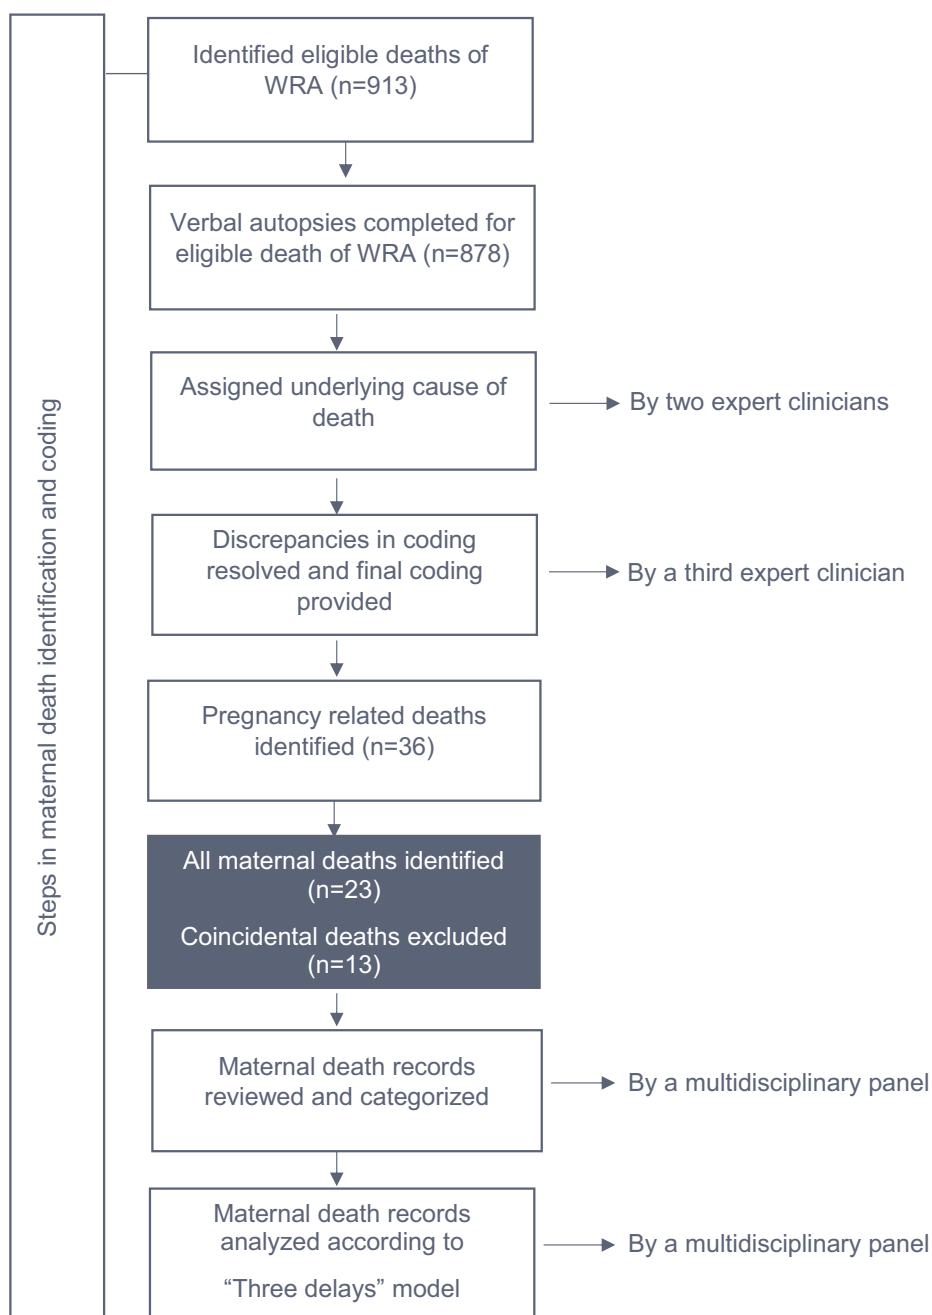 Steps in maternal death identification and coding
Identified eligible deaths of
WRA (n=913)
Verbal autopsies completed for
eligible death of WRA (n=878)
Assigned underlying cause of
death
By two expert clinicians
Discrepancies in coding
resolved and final coding
provided
By a third expert clinician
Pregnancy related deaths
identified (n=36)
All maternal deaths identified
(n=23)
Coincidental deaths excluded
(n=13)
Maternal death records
reviewed and categorized
By a multidisciplinary panel
Maternal death records
analyzed according to
“Three delays” model
By a multidisciplinary panel